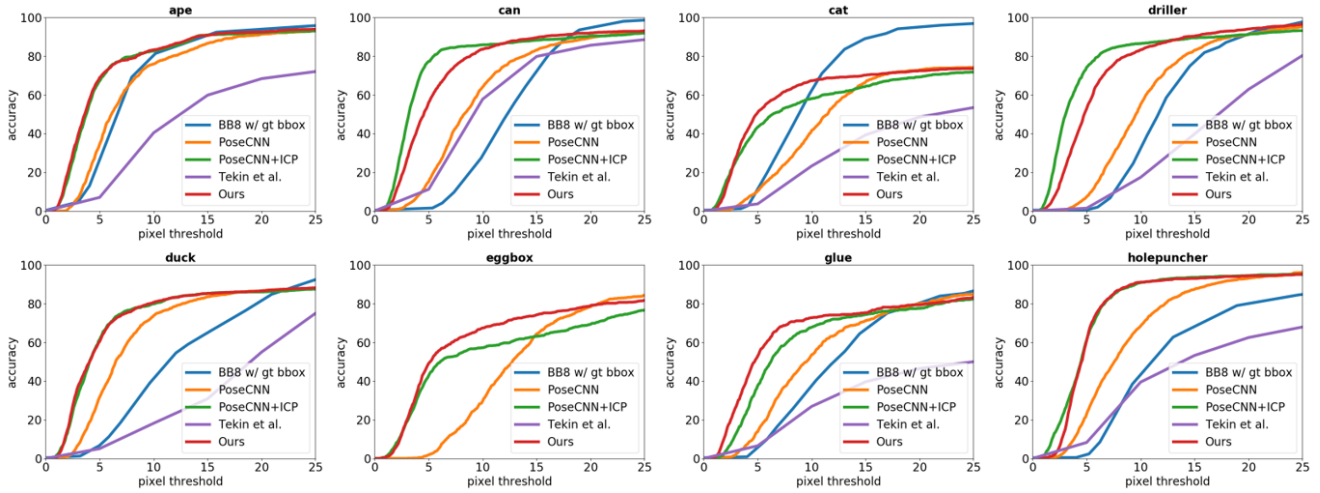 ape
can
cat
driller
accuracy
100
80
60
40
20
0
BB8 w/ gt bbox
PoseCNN
PoseCNN+ICP
Tekin et al.
Ours
0 5 10 15 20 25
pixel threshold
accuracy
100
80
60
40
20
0
BB8 w/ gt bbox
PoseCNN
PoseCNN+ICP
Tekin et al.
Ours
0 5 10 15 20 25
pixel threshold
accuracy
100
80
60
40
20
0
BB8 w/ gt bbox
PoseCNN
PoseCNN+ICP
Tekin et al.
Ours
0 5 10 15 20 25
pixel threshold
accuracy
100
80
60
40
20
0
BB8 w/ gt bbox
PoseCNN
PoseCNN+ICP
Tekin et al.
Ours
0 5 10 15 20 25
pixel threshold
duck
eggbox
glue
holepuncher
accuracy
100
80
60
40
20
0
BB8 w/ gt bbox
PoseCNN
PoseCNN+ICP
Tekin et al.
Ours
0 5 10 15 20 25
pixel threshold
accuracy
100
80
60
40
20
0
BB8 w/ gt bbox
PoseCNN
PoseCNN+ICP
Tekin et al.
Ours
0 5 10 15 20 25
pixel threshold
accuracy
100
80
60
40
20
0
BB8 w/ gt bbox
PoseCNN
PoseCNN+ICP
Tekin et al.
Ours
0 5 10 15 20 25
pixel threshold
accuracy
100
80
60
40
20
0
BB8 w/ gt bbox
PoseCNN
PoseCNN+ICP
Tekin et al.
Ours
0 5 10 15 20 25
pixel threshold